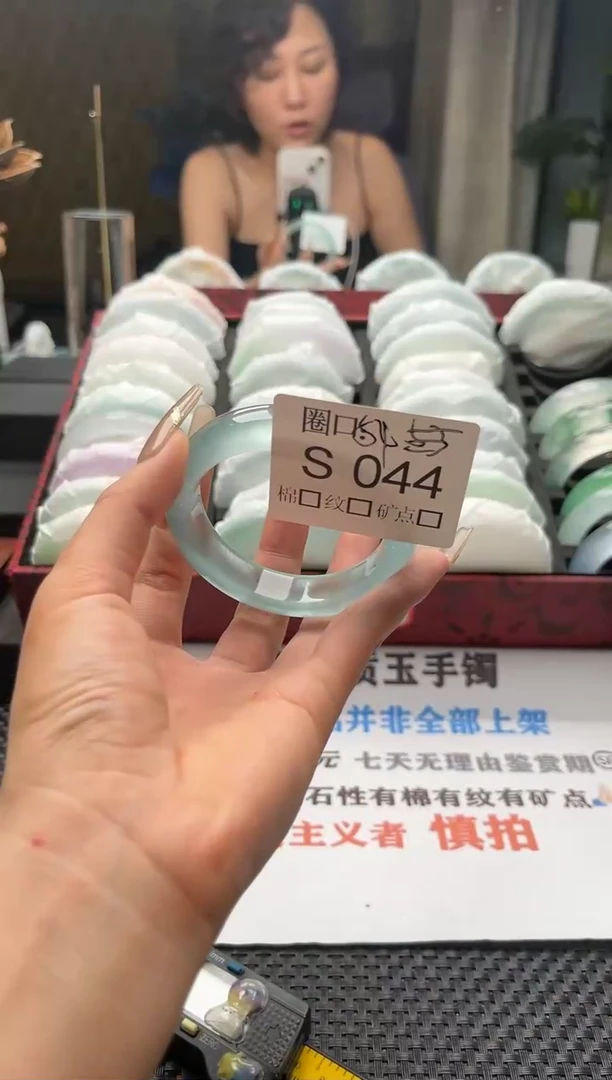 圈口
S 044
棉□ 纹□ 矿点□
玉手镯
并非全部上架
元 七天无理由鉴赏期
石性有棉有纹有矿点
主义者 慎拍